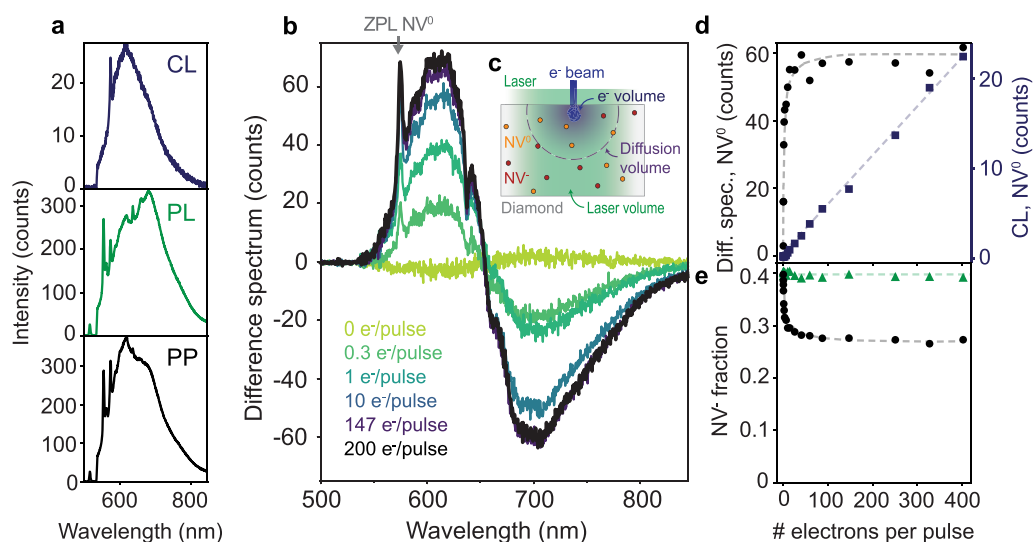 a
CL
20
10
0
PL
300
200
100
0
PP
300
200
100
0
Intensity (counts)
600
800
Wavelength (nm)
b
ZPL NV⁰
60
40
20
0
-20
-40
-60
Difference spectrum (counts)
0 e⁻/pulse
0.3 e⁻/pulse
1 e⁻/pulse
10 e⁻/pulse
147 e⁻/pulse
200 e⁻/pulse
500
600
700
800
Wavelength (nm)
c
e⁻ beam
Laser
e⁻ volume
NV⁰
Diffusion
volume
NV⁻
Diamond
Laser volume
d
60
40
20
0
Diff. spec., NV⁰ (counts)
20
10
0
CL, NV⁰ (counts)
e
0.4
0.3
0.1
0
NV⁻ fraction
0
100
200
300
400
# electrons per pulse